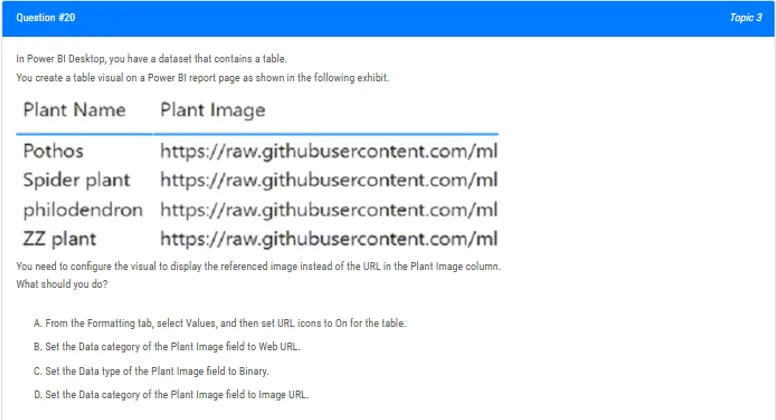 Question #20
Topic 3
In Power BI Desktop, you have a dataset that contains a table.
You create a table visual on a Power BI report page as shown in the following exhibit.
Plant Name Plant Image
Pothos https://raw.githubusercontent.com/ml
Spider plant https://raw.githubusercontent.com/ml
philodendron https://raw.githubusercontent.com/ml
ZZ plant https://raw.githubusercontent.com/ml
You need to configure the visual to display the referenced image instead of the URL in the Plant Image column.
What should you do?
A. From the Formatting tab, select Values, and then set URL icons to On for the table.
B. Set the Data category of the Plant Image field to Web URL.
C. Set the Data type of the Plant Image field to Binary.
D. Set the Data category of the Plant Image field to Image URL.